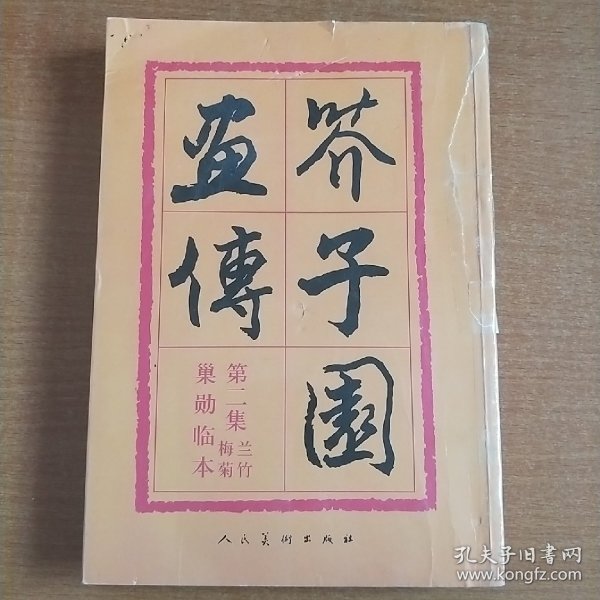 芥子園
畫傳
第二集 兰竹
梅菊
巢勋临本
人民美術出版社
孔夫子旧书网
www.kongfz.com